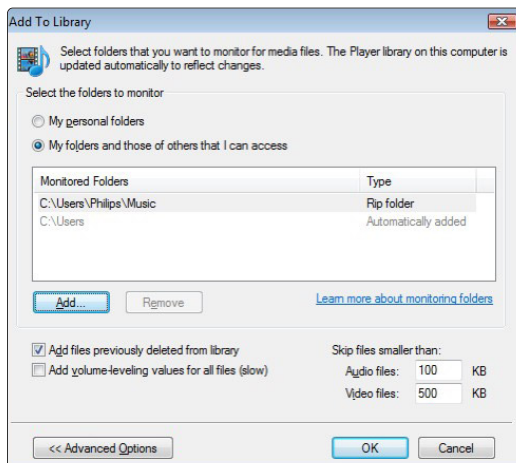 Add To Library
Select folders that you want to monitor for media files. The Player library on this computer is
updated automatically to reflect changes.
Select the folders to monitor
My personal folders
My folders and those of others that I can access
Monitored Folders Type
C:\Users\Philips\Music Rip folder
C:\Users Automatically added
Add... Remove Learn more about monitoring folders
Add files previously deleted from library Skip files smaller than:
Add volume-leveling values for all files (slow) Audio files: 100 KB
Video files: 500 KB
<< Advanced Options OK Cancel